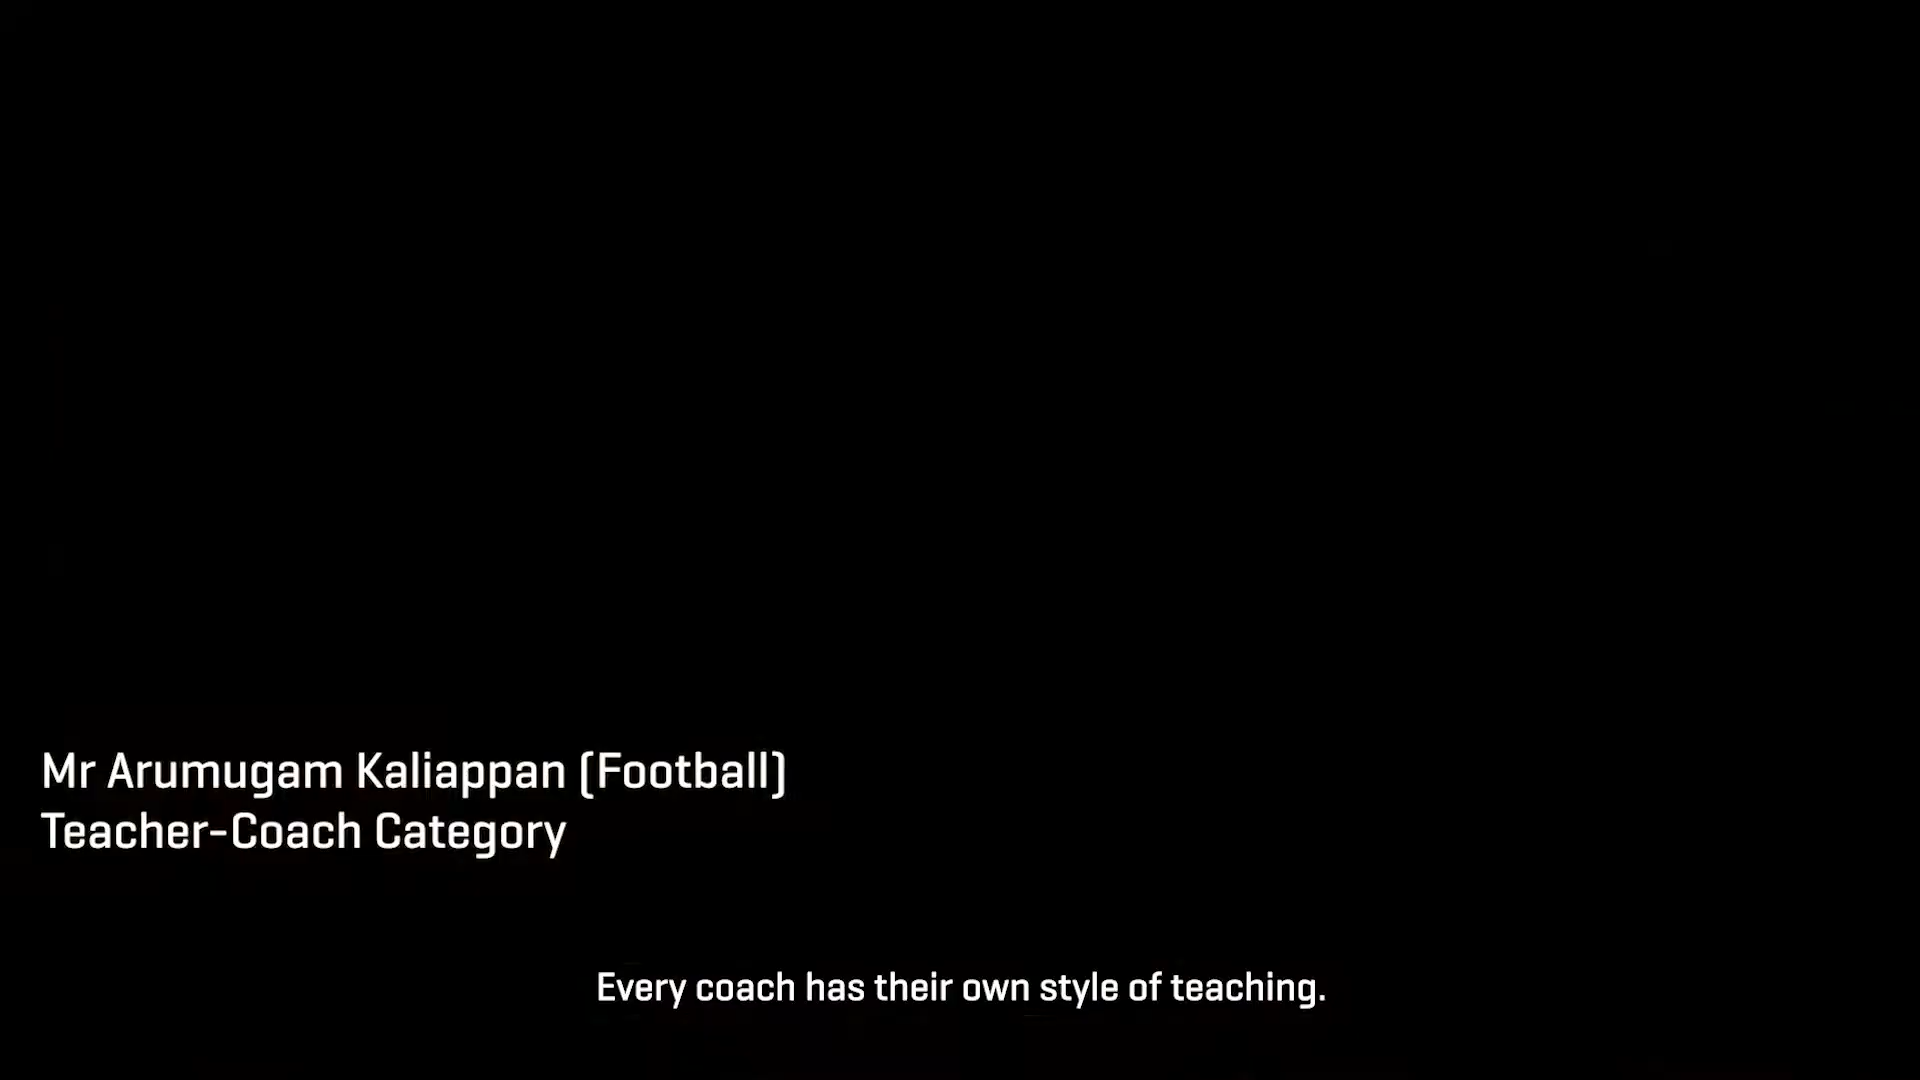 Mr Arumugam Kaliappan (Football)
Teacher-Coach Category
Every coach has their own style of teaching.